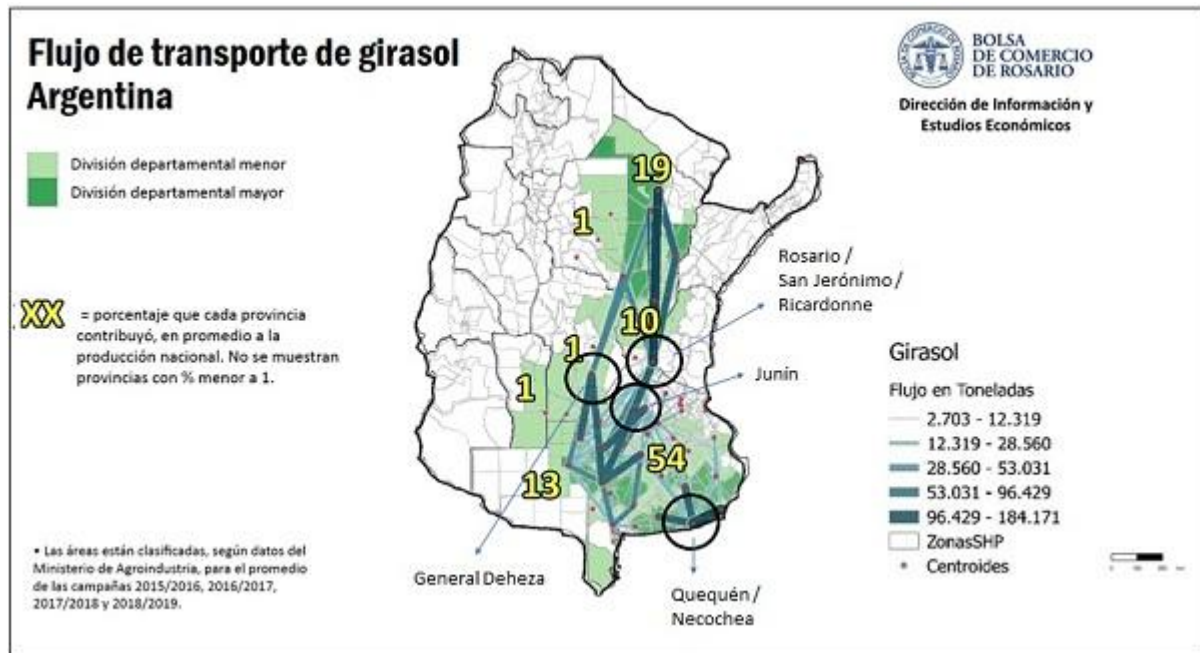 Flujo de transporte de girasol
Argentina
División departamental menor
División departamental mayor
XX = porcentaje que cada provincia
contribuyó, en promedio a la
producción nacional. No se muestran
provincias con % menor a 1.
• Las áreas están clasificadas, según datos del
Ministerio de Agroindustria, para el promedio
de las campañas 2015/2016, 2016/2017,
2017/2018 y 2018/2019.
19
1
10
1
1
54
13
Rosario /
San Jerónimo /
Ricardonne
Junín
General Deheza
Quequén /
Necochea
BOLSA
DE COMERCIO
DE ROSARIO
Dirección de Información y
Estudios Económicos
Girasol
Flujo en Toneladas
2.703 - 12.319
12.319 - 28.560
28.560 - 53.031
53.031 - 96.429
96.429 - 184.171
ZonasSHP
Centroides